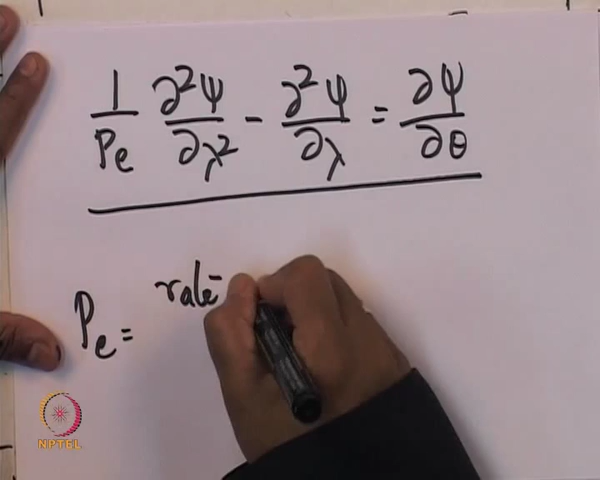 1/Pe ∂²ψ/∂λ² - ∂²ψ/∂λ = ∂ψ/∂θ
Pe = rate
NPTEL